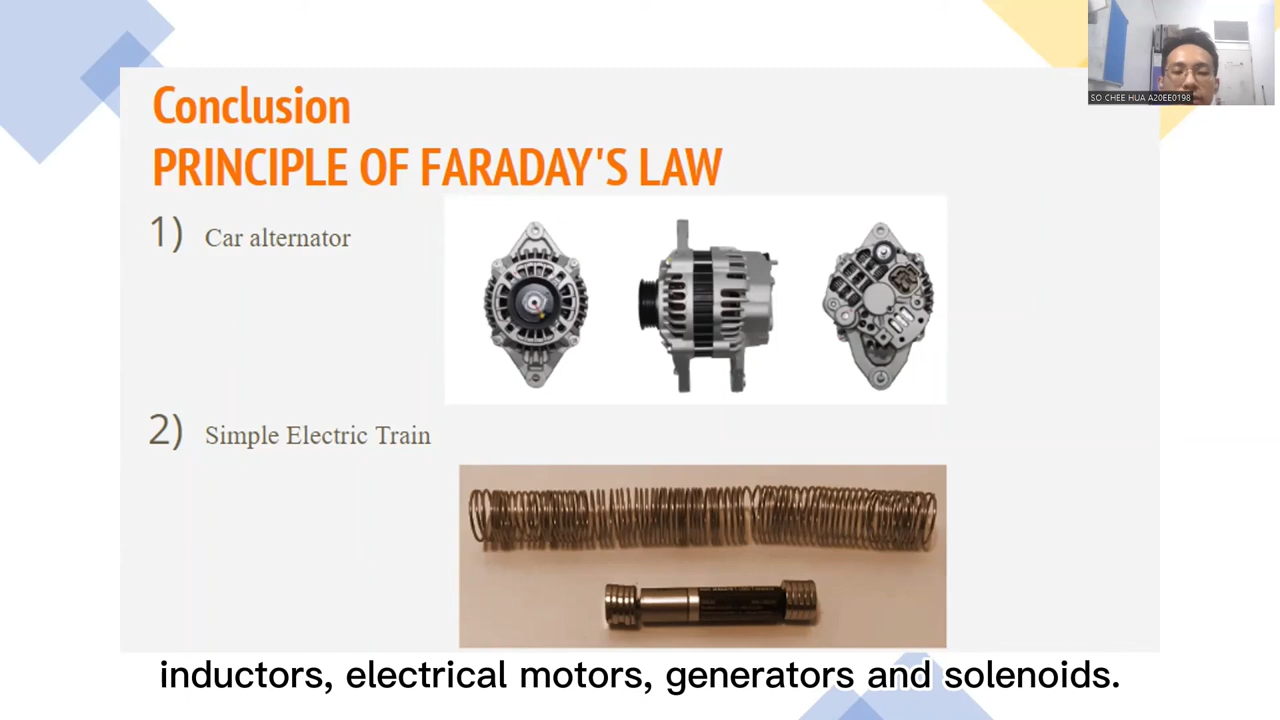 Conclusion
PRINCIPLE OF FARADAY'S LAW
SO CHEE HUA A20EE0198
1) Car alternator
2) Simple Electric Train
inductors, electrical motors, generators and solenoids.